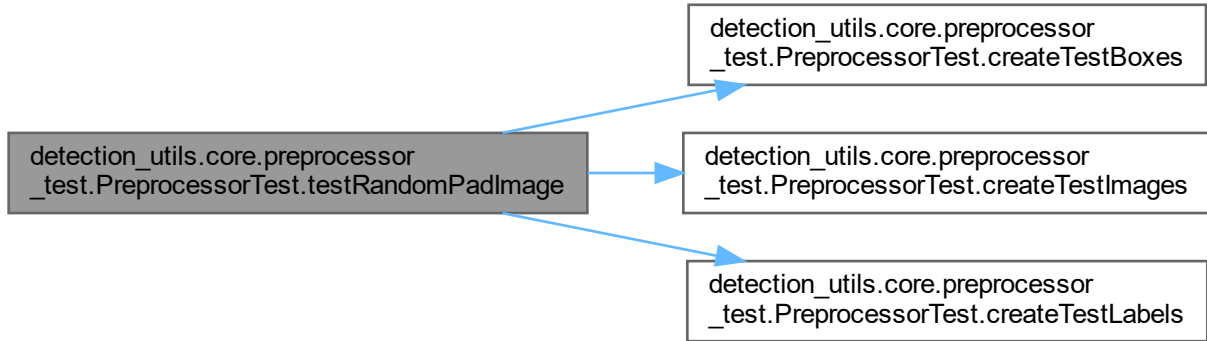 detection_utils.core.preprocessor
_test.PreprocessorTest.testRandomPadImage
detection_utils.core.preprocessor
_test.PreprocessorTest.createTestBoxes
detection_utils.core.preprocessor
_test.PreprocessorTest.createTestImages
detection_utils.core.preprocessor
_test.PreprocessorTest.createTestLabels